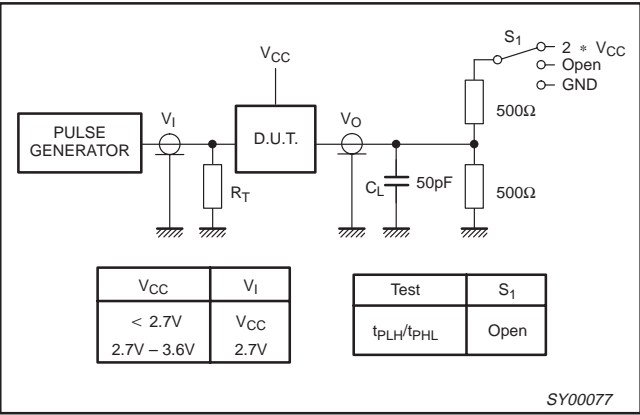 S1
2 * VCC
Open
GND
VCC
500Ω
PULSE
GENERATOR
VI
D.U.T.
VO
RT
CL
50pF
500Ω
VCC VI
< 2.7V VCC
2.7V – 3.6V 2.7V
Test S1
tPLH/tPHL Open
SY00077